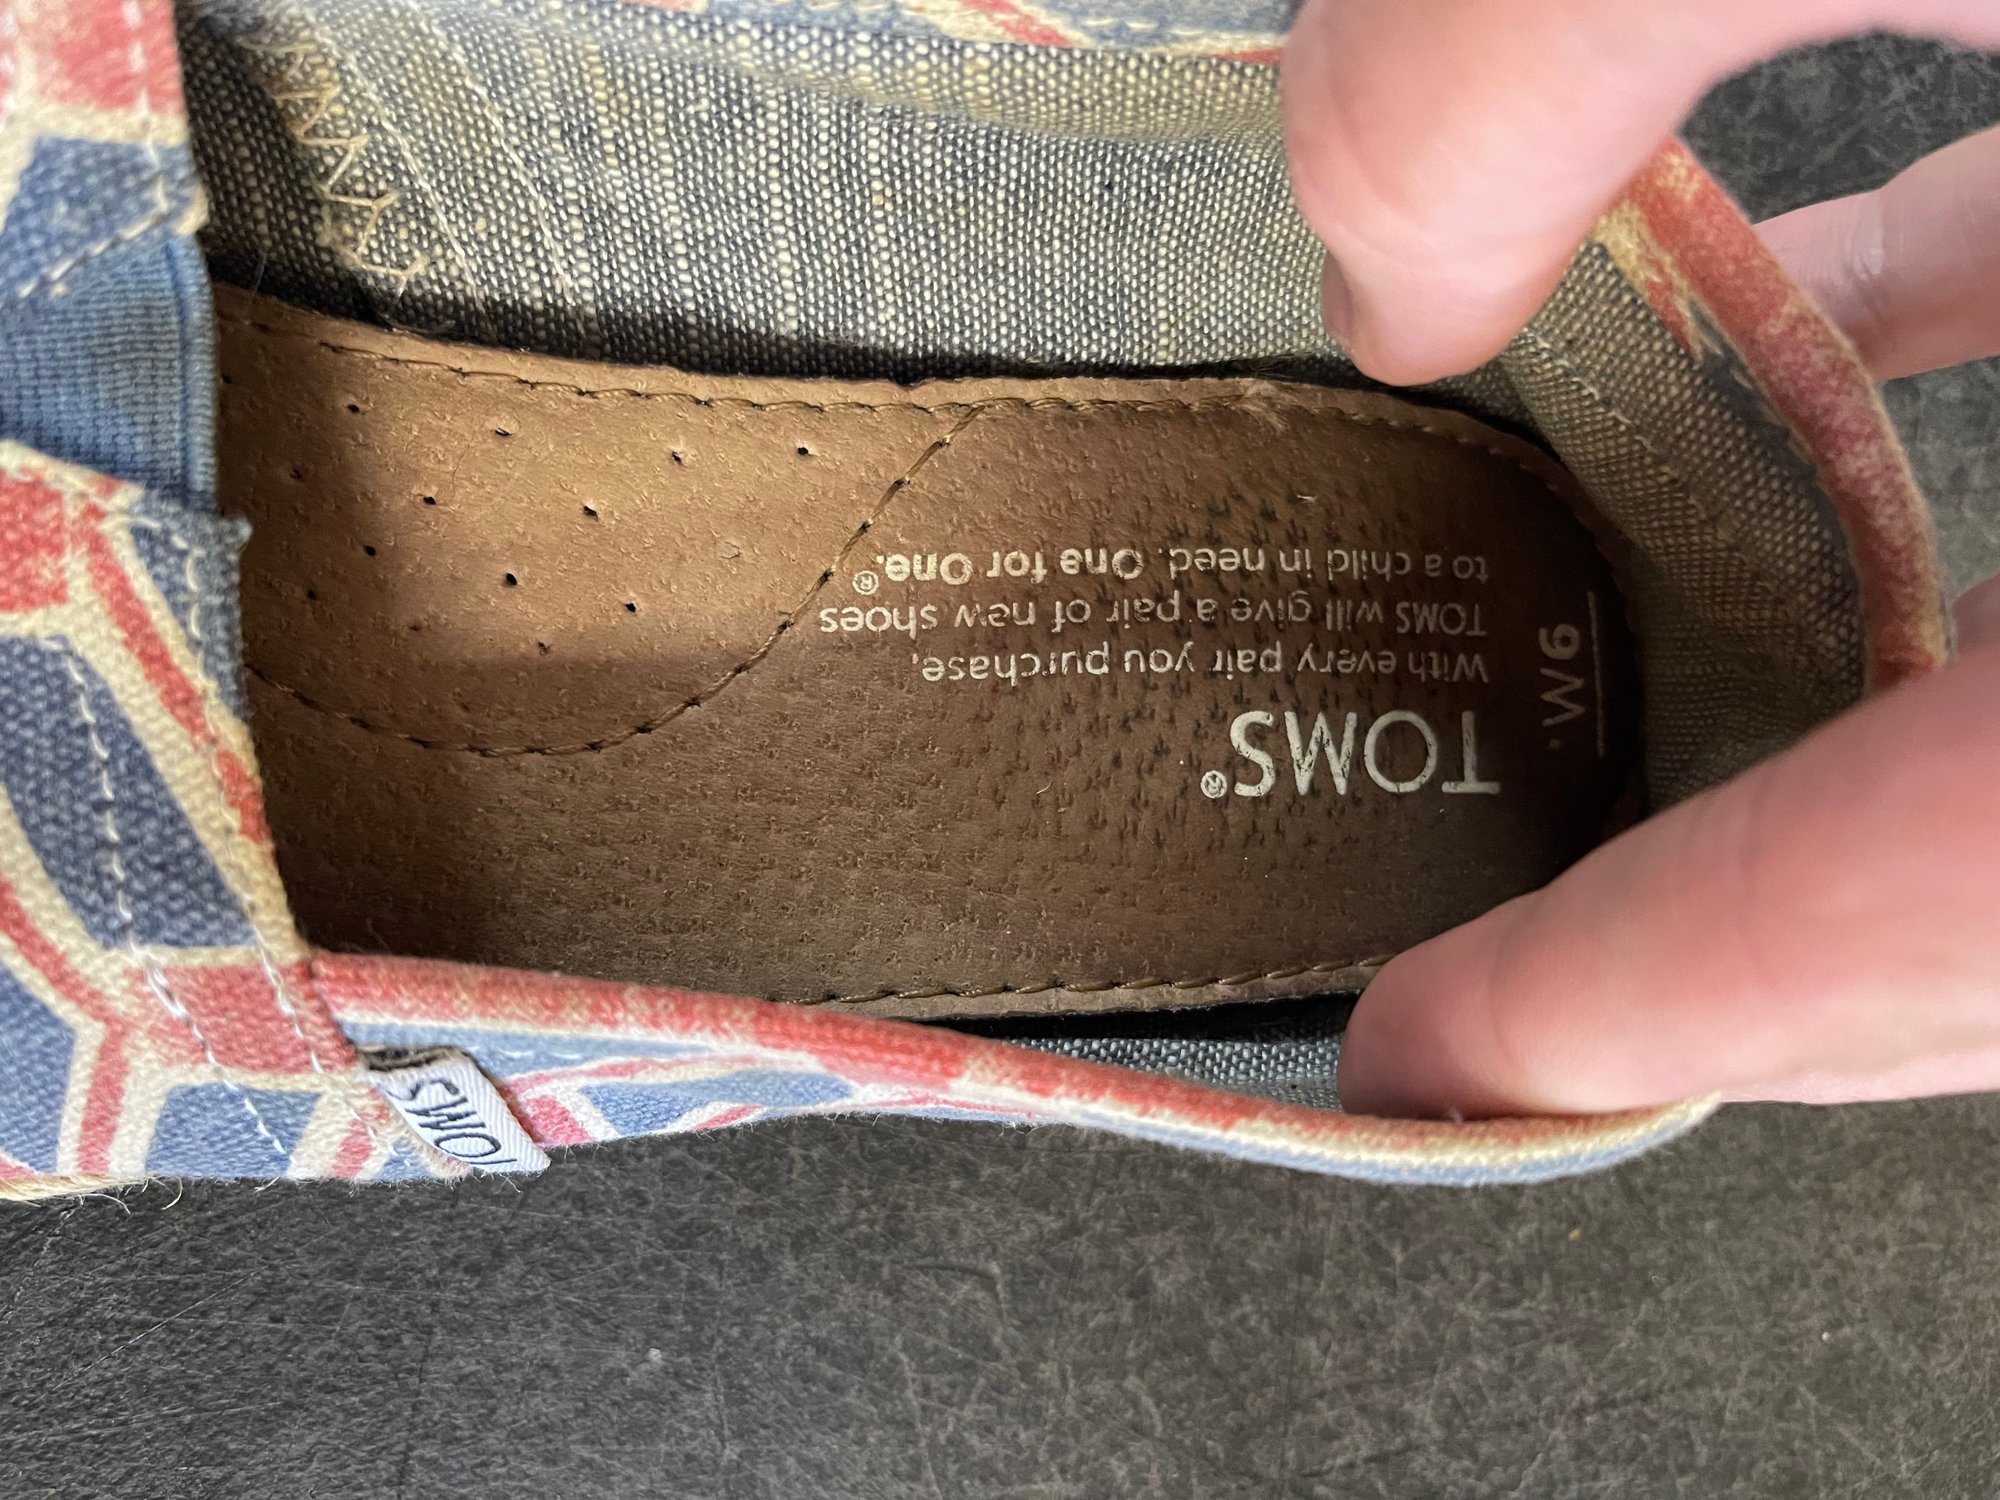 TOMS®
With every pair you purchase,
TOMS will give a pair of new shoes
to a child in need. One for One.®
W9
TOMS